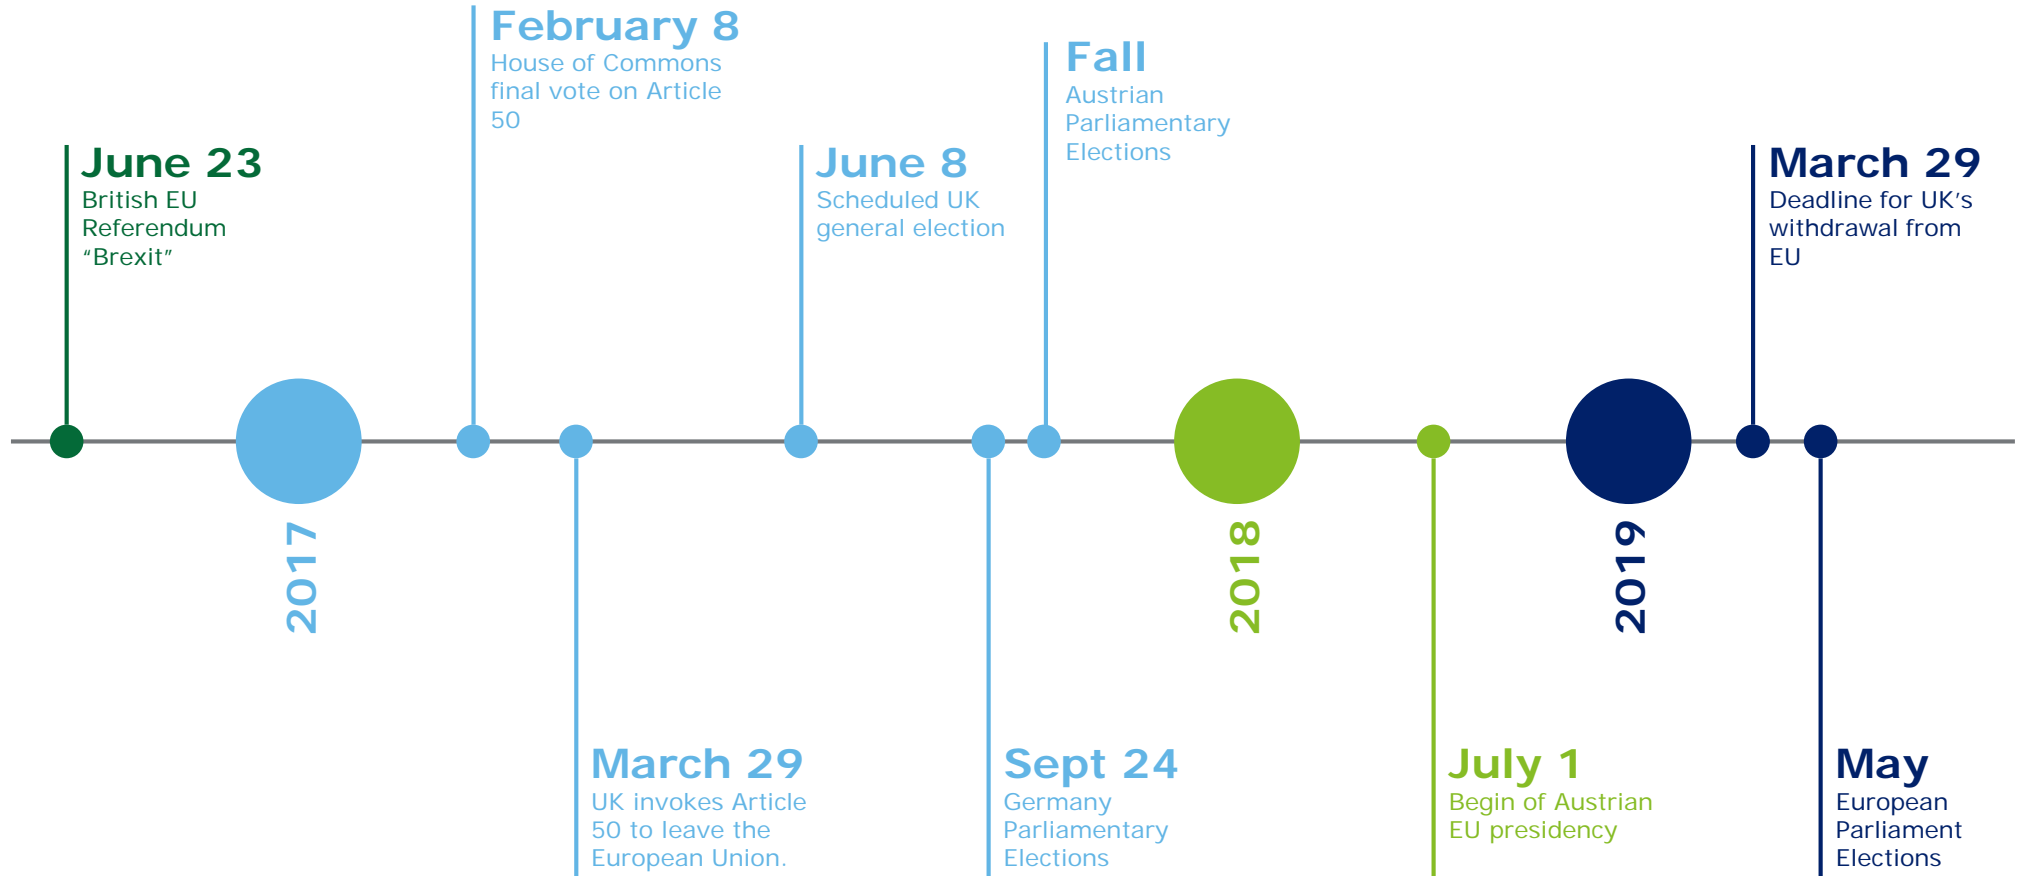 June 23
British EU
Referendum
“Brexit”
2017
February 8
House of Commons
final vote on Article
50
March 29
UK invokes Article
50 to leave the
European Union.
June 8
Scheduled UK
general election
Sept 24
Germany
Parliamentary
Elections
Fall
Austrian
Parliamentary
Elections
2018
July 1
Begin of Austrian
EU presidency
2019
March 29
Deadline for UK’s
withdrawal from
EU
May
European
Parliament
Elections